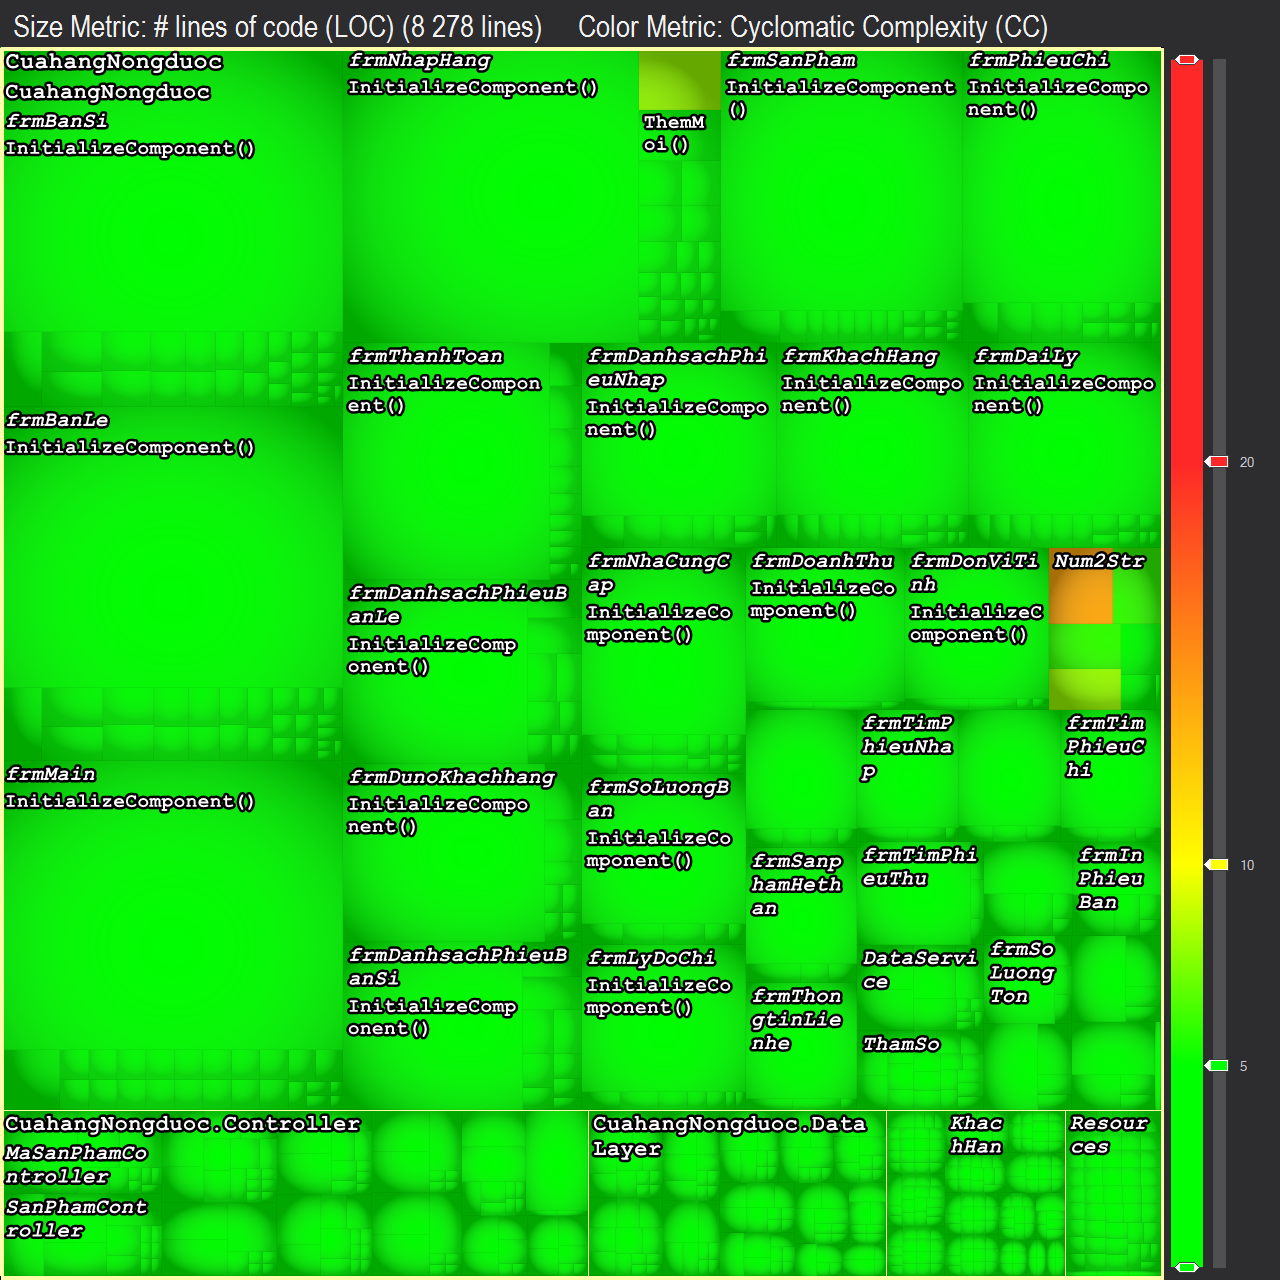 Size Metric: # lines of code (LOC) (8 278 lines)     Color Metric: Cyclomatic Complexity (CC)
CuahangNongduoc
CuahangNongduoc
frmBanSi
InitializeComponent()
frmNhapHang
InitializeComponent()
ThemM
oi()
frmSanPham
InitializeComponent
()
frmPhieuChi
InitializeCompo
nent()
frmThanhToan
InitializeCompon
ent()
frmDanhsachPhi
euNhap
InitializeCompo
nent()
frmKhachHang
InitializeCompo
nent()
frmDaiLy
InitializeCompo
nent()
frmBanLe
InitializeComponent()
20
frmDanhsachPhieuB
anLe
InitializeComp
onent()
frmNhaCungC
ap
InitializeCo
mponent()
frmDoanhThu
InitializeCo
mponent()
frmDonViTi
nh
InitializeC
omponent()
Num2Str
frmTimP
hieuNha
p
frmTim
PhieuC
hi
frmMain
InitializeComponent()
frmDunoKhachhang
InitializeCompo
nent()
frmSoLuongB
an
InitializeCo
mponent()
frmSanp
hamHeth
an
frmTimPhi
euThu
frmIn
Phieu
Ban
10
frmDanhsachPhieuB
anSi
InitializeComp
onent()
frmLyDoChi
InitializeCo
mponent()
frmThon
gtinLie
nhe
DataServi
ce
frmSo
Luong
Ton
ThamSo
5
CuahangNongduoc.Controller
MaSanPhamCo
ntroller
SanPhamCont
roller
CuahangNongduoc.Data
Layer
Khac
hHan
Resour
ces